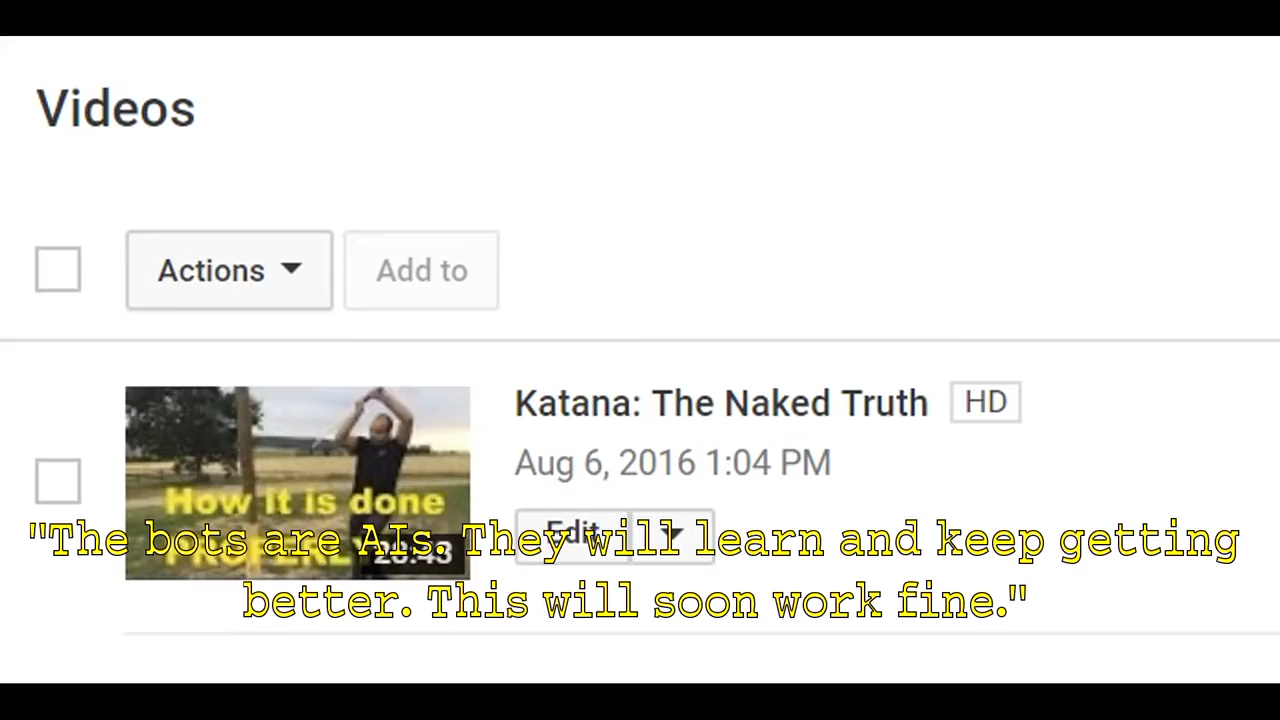 Videos
Actions
Add to
Katana: The Naked Truth HD
Aug 6, 2016 1:04 PM
How it is done
Edit
"The bots are AIs. They will learn and keep getting
better. This will soon work fine."